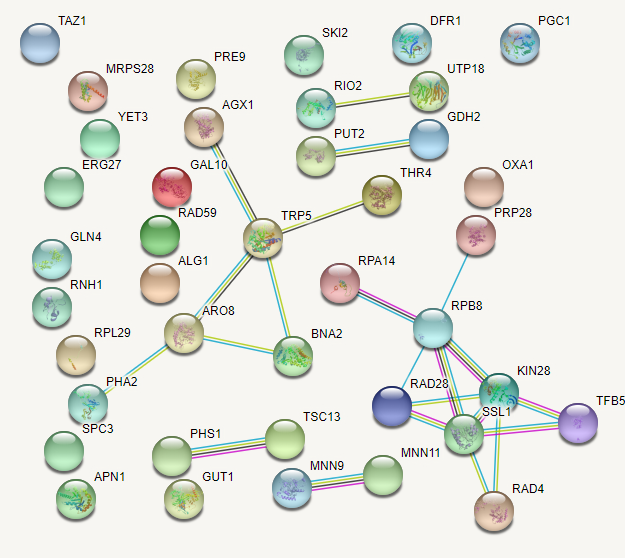 TAZ1
SKI2
DFR1
PGC1
MRPS28
PRE9
RIO2
UTP18
YET3
AGX1
PUT2
GDH2
ERG27
GAL10
THR4
OXA1
RAD59
TRP5
PRP28
GLN4
ALG1
RPA14
RNH1
ARO8
RPB8
RPL29
BNA2
PHA2
RAD28
KIN28
SSL1
TFB5
SPC3
PHS1
TSC13
MNN9
MNN11
APN1
GUT1
RAD4